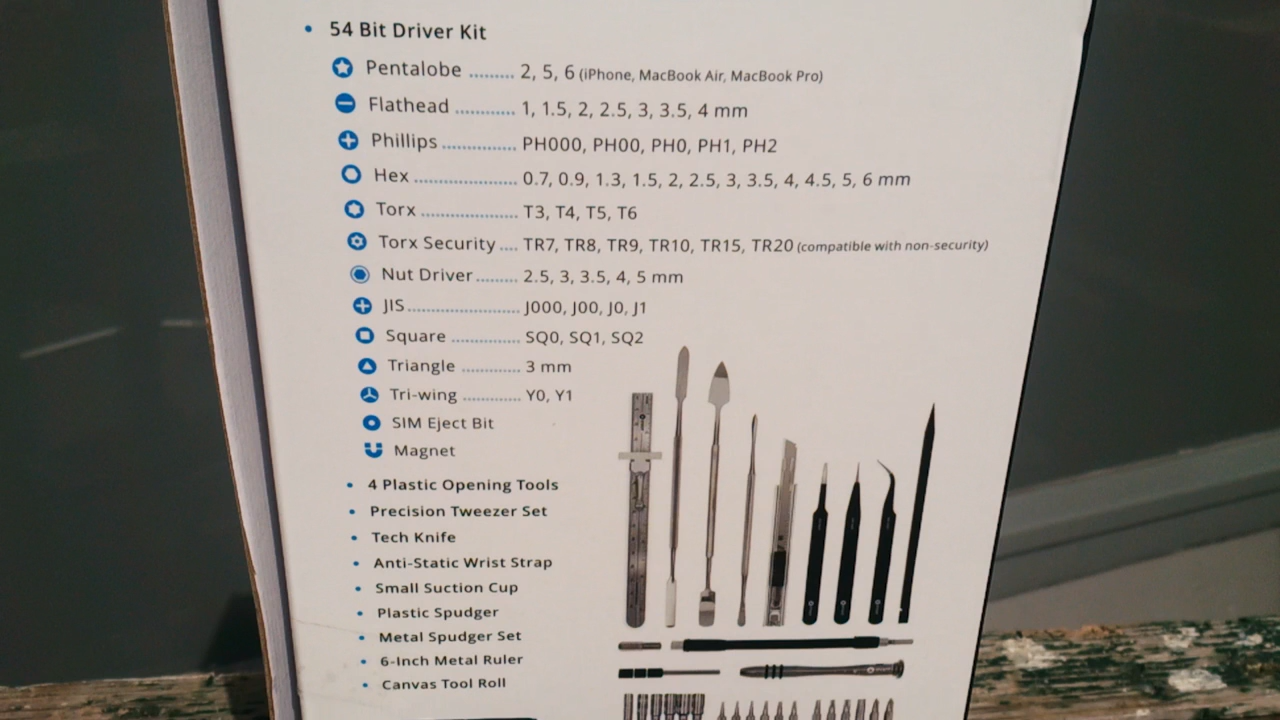 • 54 Bit Driver Kit
Pentalobe ......... 2, 5, 6 (iPhone, MacBook Air, MacBook Pro)
Flathead ............ 1, 1.5, 2, 2.5, 3, 3.5, 4 mm
Phillips ............... PH000, PH00, PH0, PH1, PH2
Hex ..................... 0.7, 0.9, 1.3, 1.5, 2, 2.5, 3, 3.5, 4, 4.5, 5, 6 mm
Torx .................... T3, T4, T5, T6
Torx Security .... TR7, TR8, TR9, TR10, TR15, TR20 (compatible with non-security)
Nut Driver ......... 2.5, 3, 3.5, 4, 5 mm
JIS ........................ J000, J00, J0, J1
Square ............... SQ0, SQ1, SQ2
Triangle ............. 3 mm
Tri-wing ............. Y0, Y1
SIM Eject Bit
Magnet
• 4 Plastic Opening Tools
• Precision Tweezer Set
• Tech Knife
• Anti-Static Wrist Strap
• Small Suction Cup
• Plastic Spudger
• Metal Spudger Set
• 6-Inch Metal Ruler
• Canvas Tool Roll